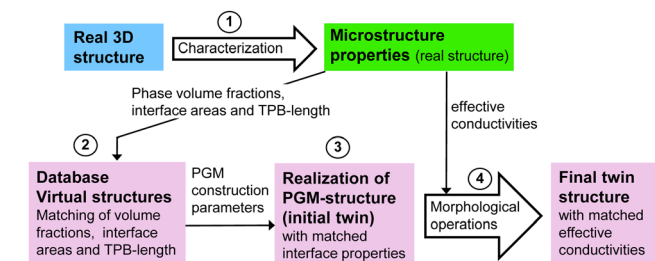 1
Real 3D
structure
Characterization
Microstructure
properties (real structure)
Phase volume fractions,
interface areas and TPB-length
effective
conductivities
2
Database
Virtual structures
Matching of volume
fractions, interface
areas and TPB-length
PGM
construction
parameters
3
Realization of
PGM-structure
(initial twin)
with matched
interface properties
4
Morphological
operations
Final twin
structure
with matched
effective
conductivities